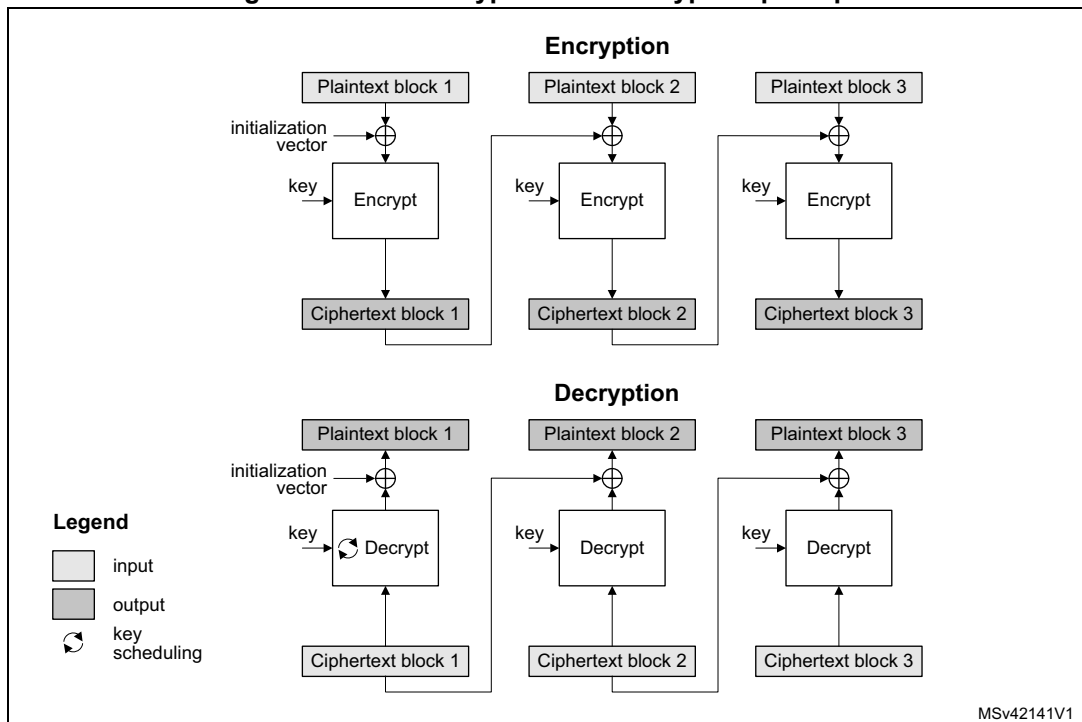 Encryption
Plaintext block 1 Plaintext block 2 Plaintext block 3
initialization
vector
key Encrypt key Encrypt key Encrypt
Ciphertext block 1 Ciphertext block 2 Ciphertext block 3
Decryption
Plaintext block 1 Plaintext block 2 Plaintext block 3
initialization
vector
Legend
key Decrypt key Decrypt key Decrypt
input
output
key
scheduling
Ciphertext block 1 Ciphertext block 2 Ciphertext block 3
MSv42141V1